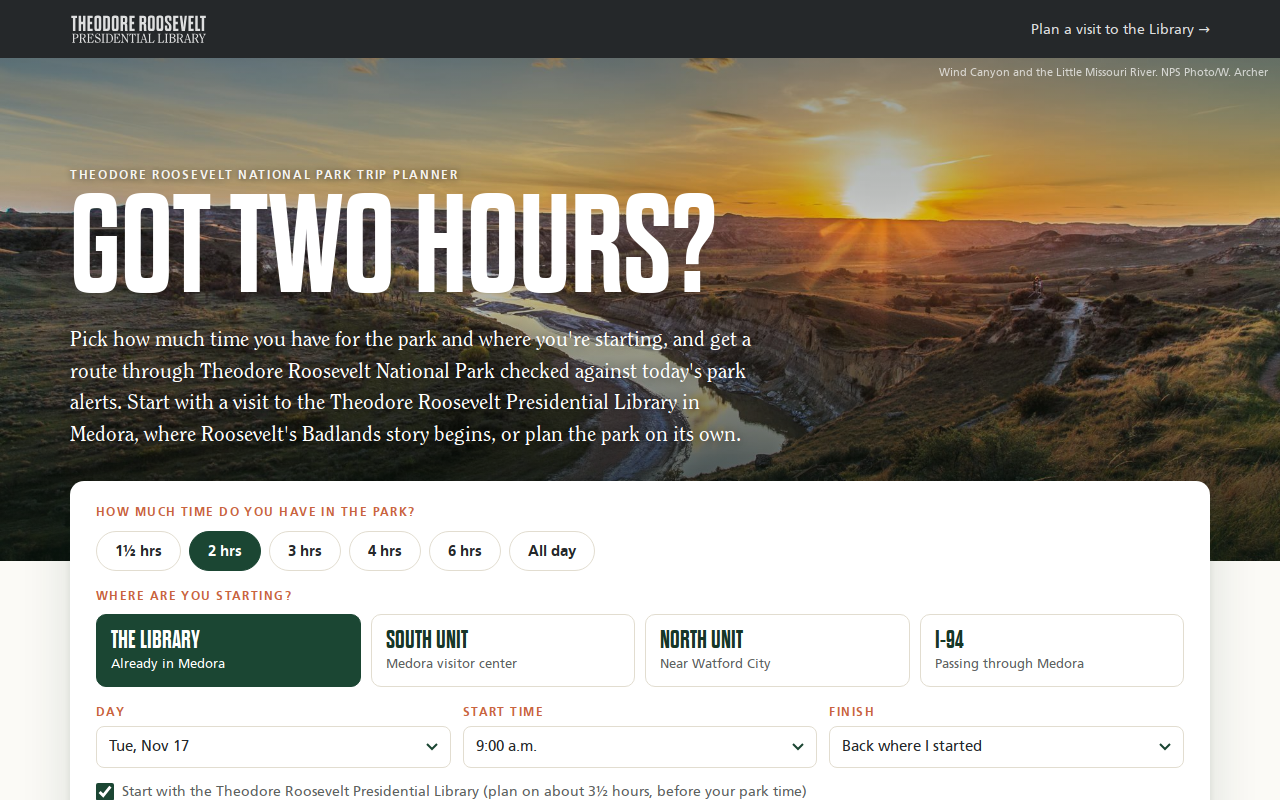 THEODORE ROOSEVELT
PRESIDENTIAL LIBRARY
Plan a visit to the Library →
Wind Canyon and the Little Missouri River. NPS Photo/W. Archer
THEODORE ROOSEVELT NATIONAL PARK TRIP PLANNER
GOT TWO HOURS?
Pick how much time you have for the park and where you're starting, and get a
route through Theodore Roosevelt National Park checked against today's park
alerts. Start with a visit to the Theodore Roosevelt Presidential Library in
Medora, where Roosevelt's Badlands story begins, or plan the park on its own.
HOW MUCH TIME DO YOU HAVE IN THE PARK?
1½ hrs 2 hrs 3 hrs 4 hrs 6 hrs All day
WHERE ARE YOU STARTING?
THE LIBRARY SOUTH UNIT NORTH UNIT I-94
Already in Medora Medora visitor center Near Watford City Passing through Medora
DAY START TIME FINISH
Tue, Nov 17 9:00 a.m. Back where I started
Start with the Theodore Roosevelt Presidential Library (plan on about 3½ hours, before your park time)